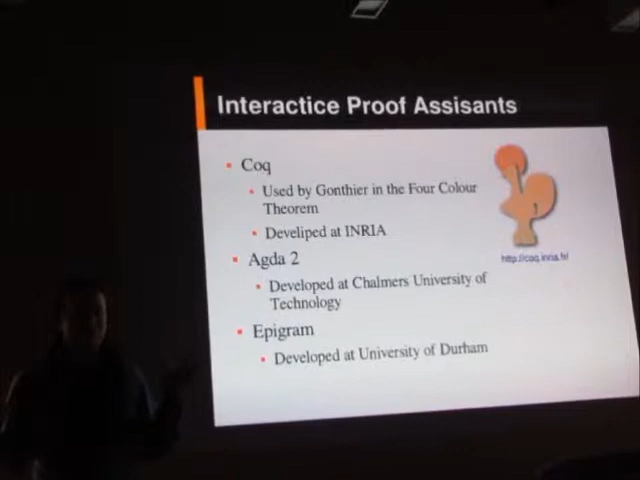 Interactice Proof Assisants
Coq
Used by Gonthier in the Four Colour
Theorem
Develiped at INRIA
http://coq.inria.fr/
Agda 2
Developed at Chalmers University of
Technology
Epigram
Developed at University of Durham